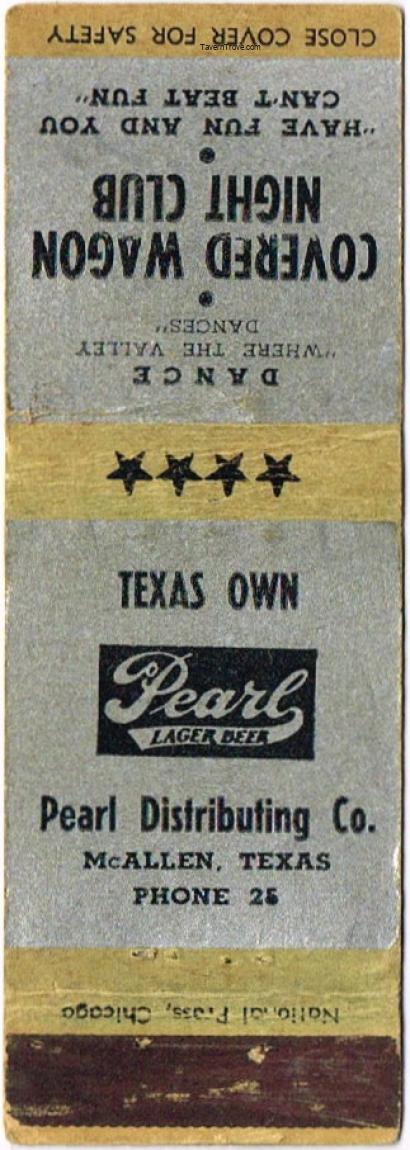 CLOSE COVER FOR SAFETY
TavernTrove.com
"HAVE FUN AND YOU
CAN'T BEAT FUN"
COVERED WAGON
NIGHT CLUB
DANCE
"WHERE THE VALLEY
DANCES"
TEXAS OWN
Pearl
LAGER BEER
Pearl Distributing Co.
McALLEN, TEXAS
PHONE 25
National Press, Chicago